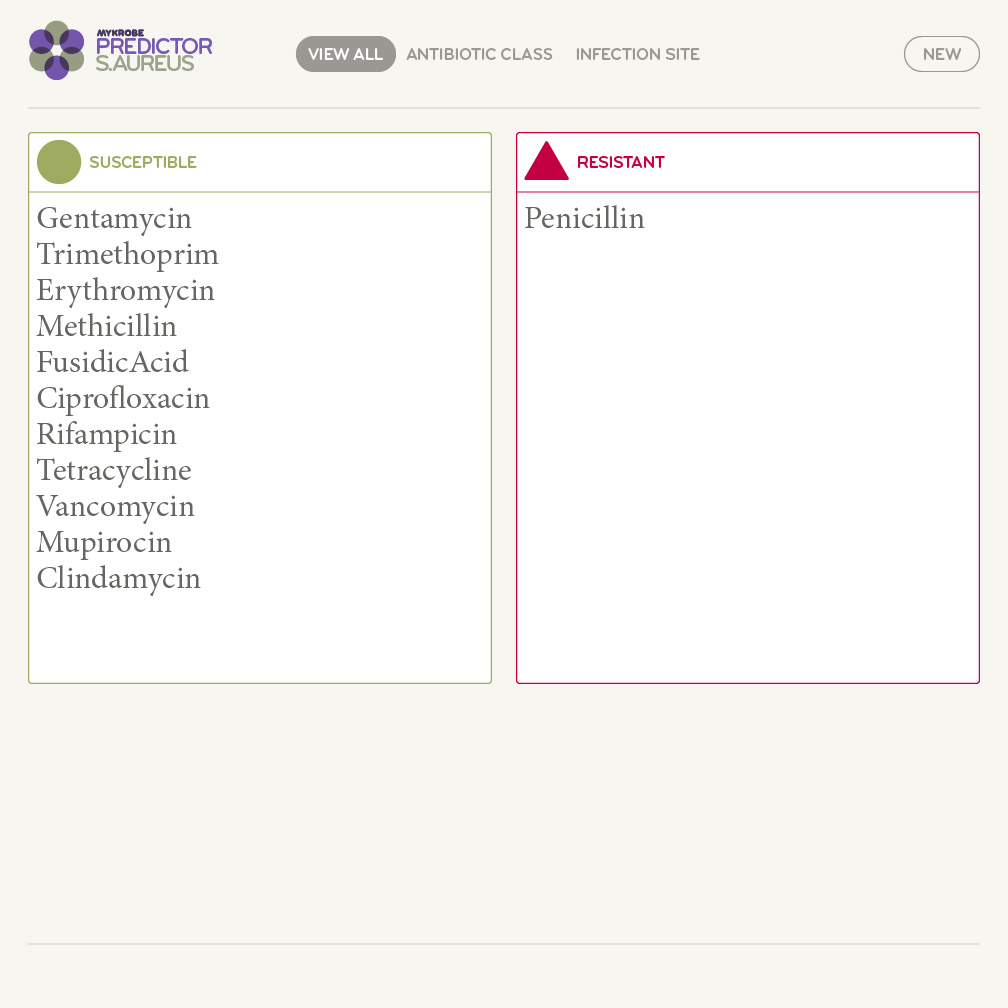 MYKROBE
PREDICTOR
S.AUREUS
VIEW ALL
ANTIBIOTIC CLASS
INFECTION SITE
NEW
SUSCEPTIBLE
Gentamycin
Trimethoprim
Erythromycin
Methicillin
FusidicAcid
Ciprofloxacin
Rifampicin
Tetracycline
Vancomycin
Mupirocin
Clindamycin
RESISTANT
Penicillin